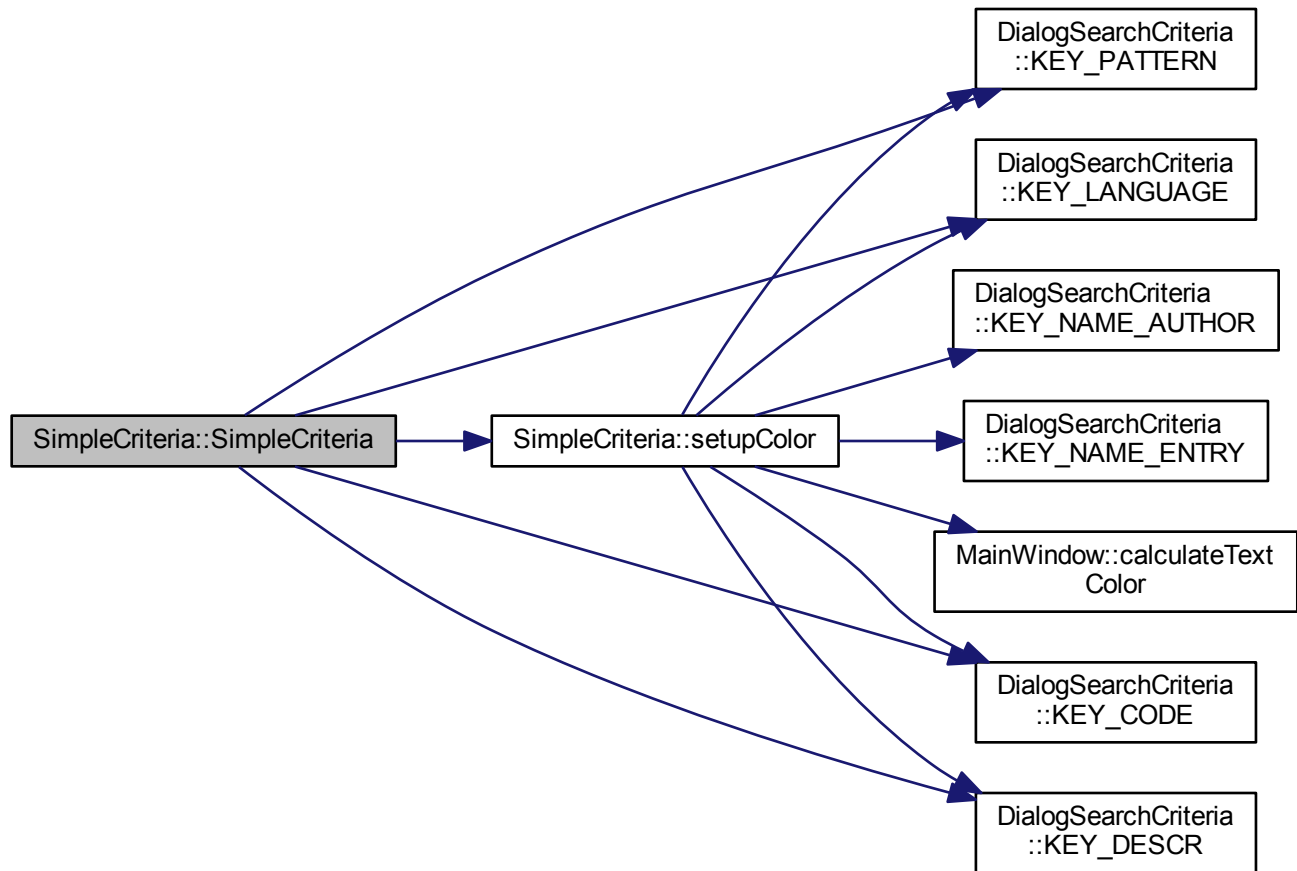 DialogSearchCriteria
::KEY_PATTERN
DialogSearchCriteria
::KEY_LANGUAGE
DialogSearchCriteria
::KEY_NAME_AUTHOR
SimpleCriteria::SimpleCriteria
SimpleCriteria::setupColor
DialogSearchCriteria
::KEY_NAME_ENTRY
MainWindow::calculateText
Color
DialogSearchCriteria
::KEY_CODE
DialogSearchCriteria
::KEY_DESCR